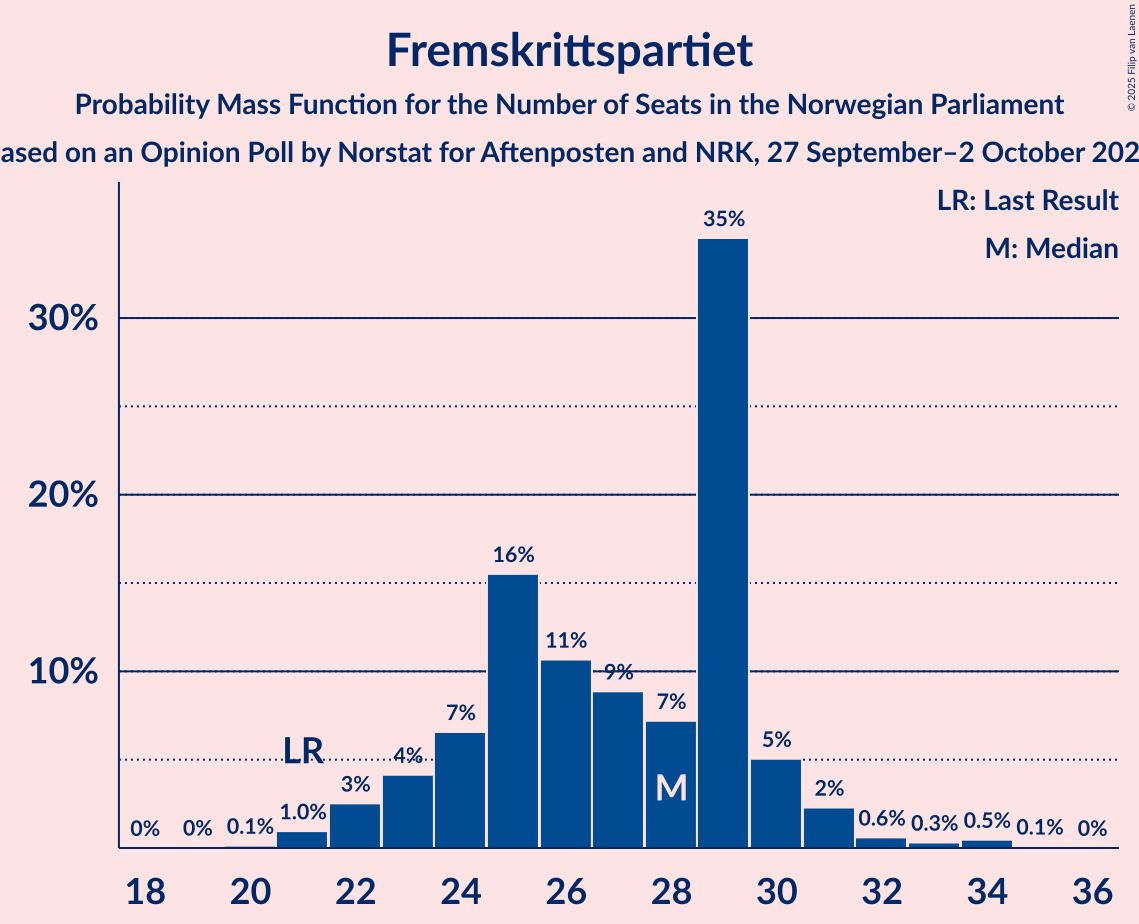 Fremskrittspartiet
Probability Mass Function for the Number of Seats in the Norwegian Parliament
ased on an Opinion Poll by Norstat for Aftenposten and NRK, 27 September–2 October 202
© 2025 Filip van Laenen
LR: Last Result
M: Median
35%
30%
20%
16%
11%
10%
9%
7%
7%
5%
LR
4%
M
3%
2%
1.0%
0.6%
0.3%
0.5%
0%
0%
0.1%
0.1%
0%
18 20 22 24 26 28 30 32 34 36